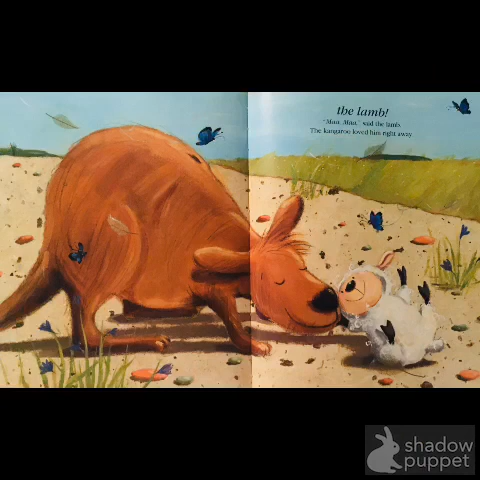 the lamb!
"Maa, Maa," said the lamb.
The kangaroo loved him right away
shadow
puppet